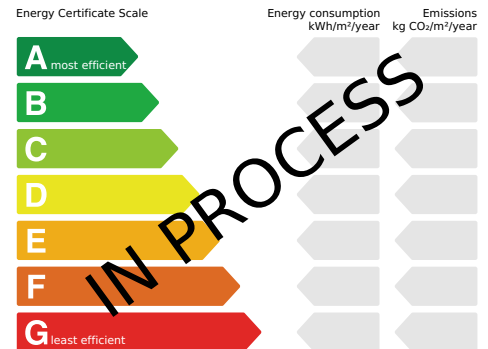 Energy Certificate Scale
Energy consumption
kWh/m²/year
Emissions
kg CO₂/m²/year
A most efficient
B
C
D
E
F
G least efficient
IN PROCESS